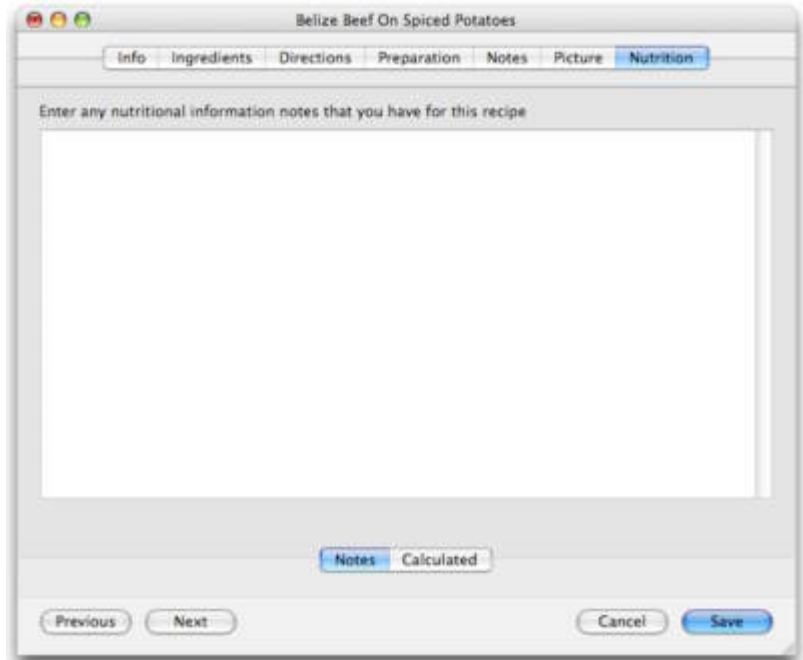 Belize Beef On Spiced Potatoes
Info Ingredients Directions Preparation Notes Picture Nutrition
Enter any nutritional information notes that you have for this recipe
Notes Calculated
Previous Next Cancel Save